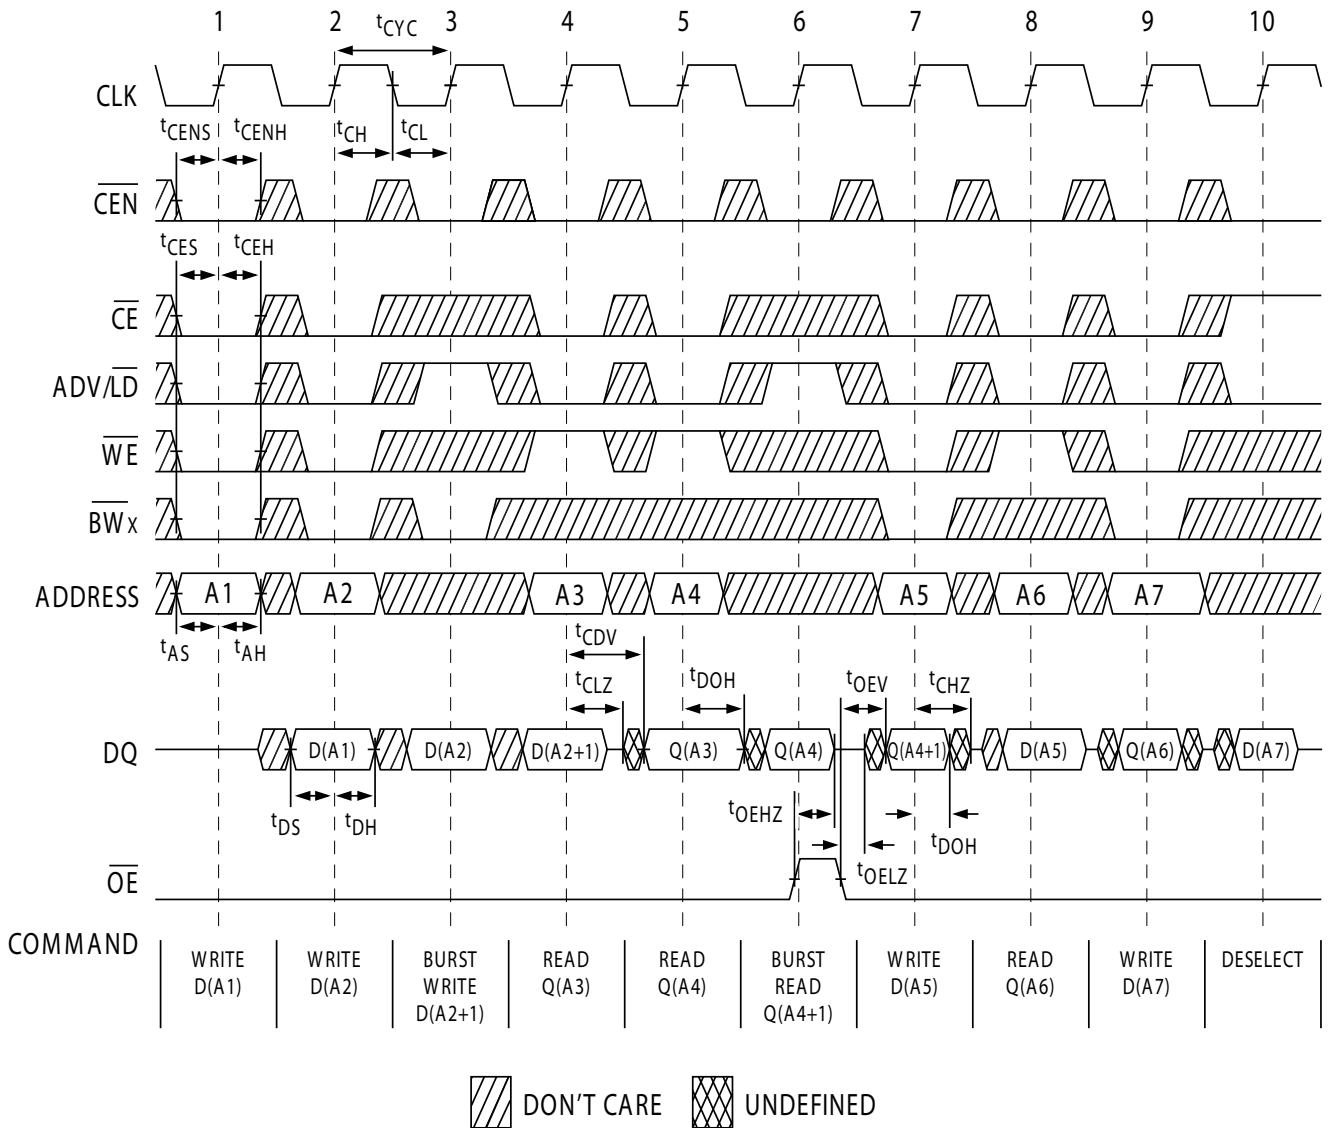 1 2 3 4 5 6 7 8 9 10
tCYC
CLK
tCENS tCENH tCH tCL
CEN
tCES tCEH
CE
ADV/LD
WE
BWx
ADDRESS A1 A2 A3 A4 A5 A6 A7
tAS tAH
tCDV
tCLZ tDOH tOEV tCHZ
DQ D(A1) D(A2) D(A2+1) Q(A3) Q(A4) Q(A4+1) D(A5) Q(A6) D(A7)
tDS tDH tOEHZ tDOH
tOELZ
OE
COMMAND
WRITE WRITE BURST READ READ BURST WRITE READ WRITE DESELECT
D(A1) D(A2) WRITE Q(A3) Q(A4) READ D(A5) Q(A6) D(A7)
D(A2+1) Q(A4+1)
DON'T CARE UNDEFINED